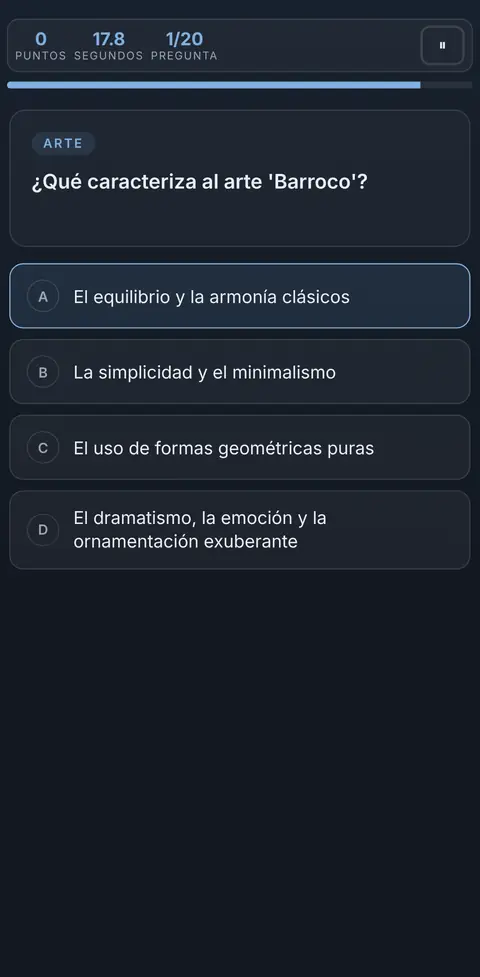 0 17.8 1/20
PUNTOS SEGUNDOS PREGUNTA
ARTE
¿Qué caracteriza al arte 'Barroco'?
A El equilibrio y la armonía clásicos
B La simplicidad y el minimalismo
C El uso de formas geométricas puras
D El dramatismo, la emoción y la
ornamentación exuberante